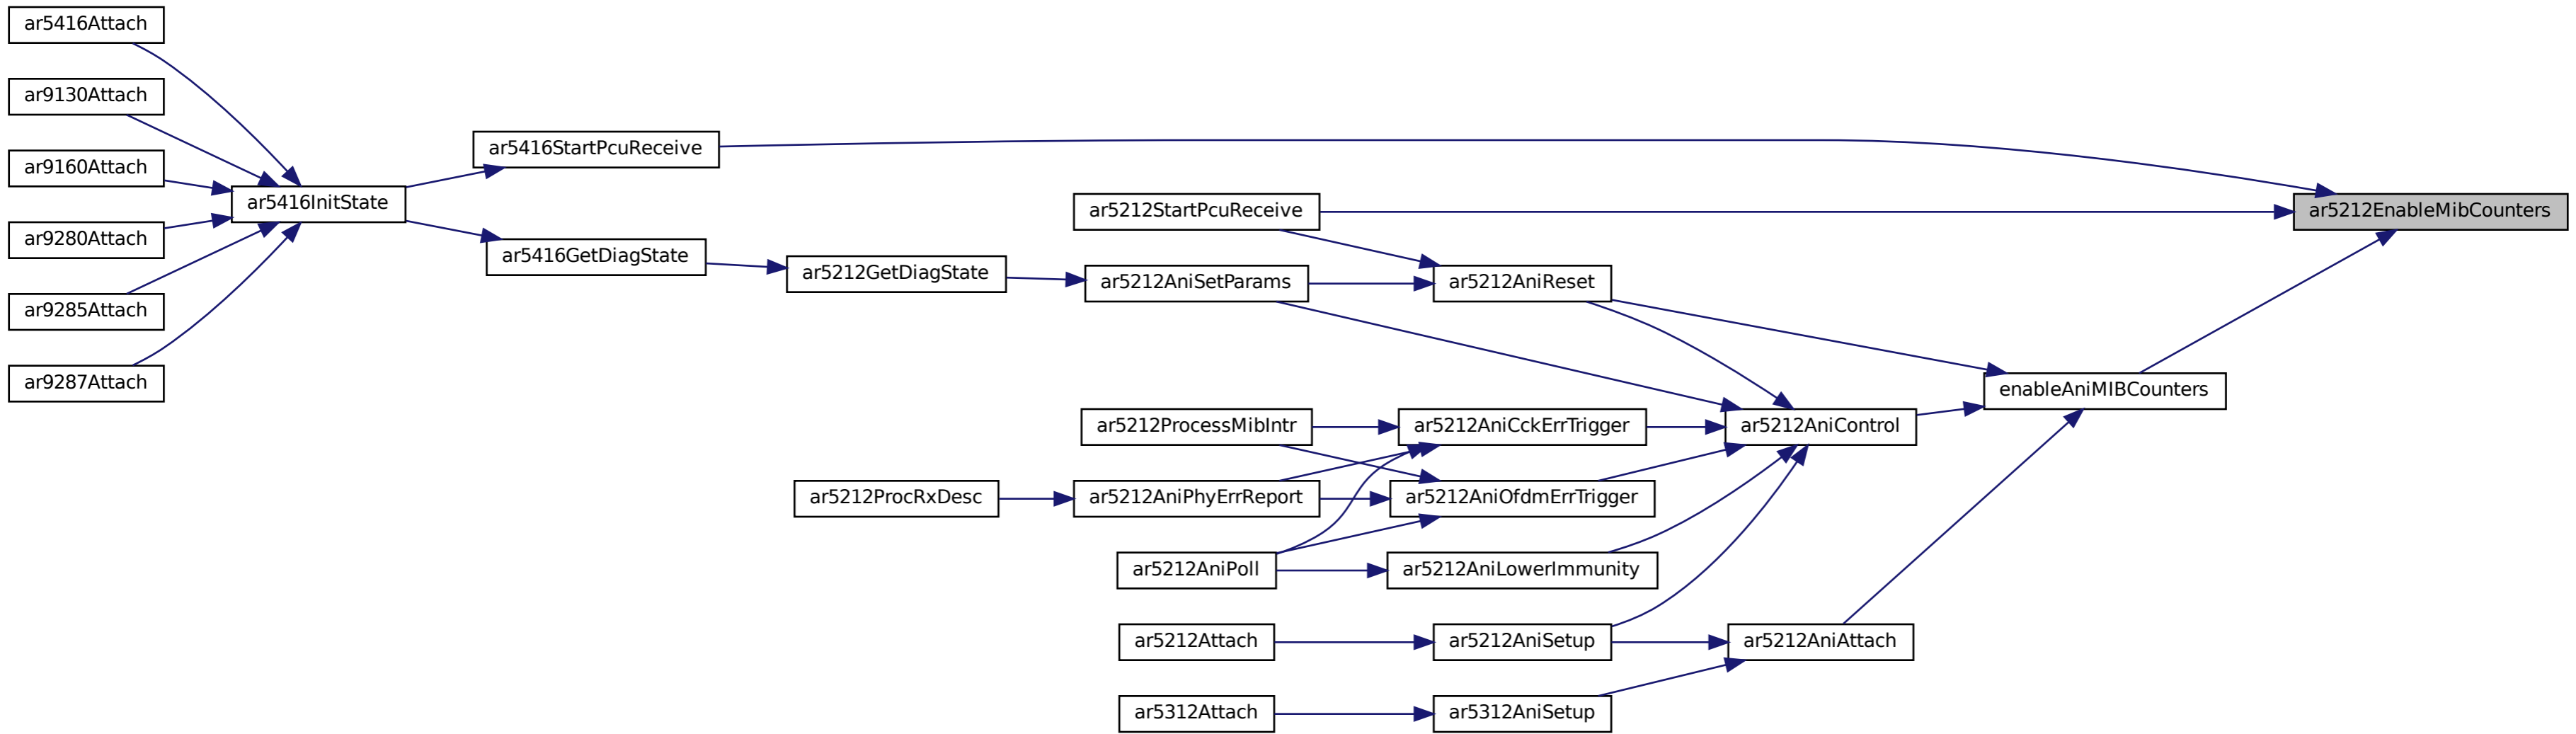 ar5416Attach
ar9130Attach
ar9160Attach
ar9280Attach
ar9285Attach
ar9287Attach
ar5416InitState
ar5416StartPcuReceive
ar5416GetDiagState
ar5212GetDiagState
ar5212ProcRxDesc
ar5212StartPcuReceive
ar5212AniSetParams
ar5212ProcessMibIntr
ar5212AniPhyErrReport
ar5212AniPoll
ar5212Attach
ar5312Attach
ar5212AniReset
ar5212AniCckErrTrigger
ar5212AniOfdmErrTrigger
ar5212AniLowerImmunity
ar5212AniSetup
ar5312AniSetup
ar5212AniControl
ar5212AniAttach
enableAniMIBCounters
ar5212EnableMibCounters